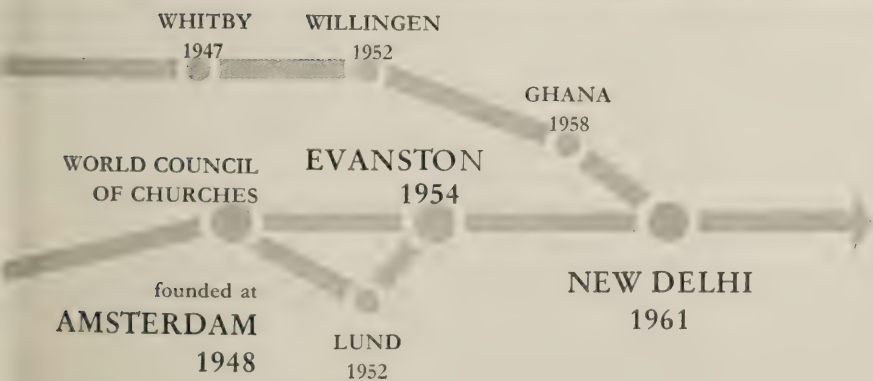 WHITBY
1947
WILLINGEN
1952
GHANA
1958
WORLD COUNCIL
OF CHURCHES
EVANSTON
1954
founded at
AMSTERDAM
1948
LUND
1952
NEW DELHI
1961